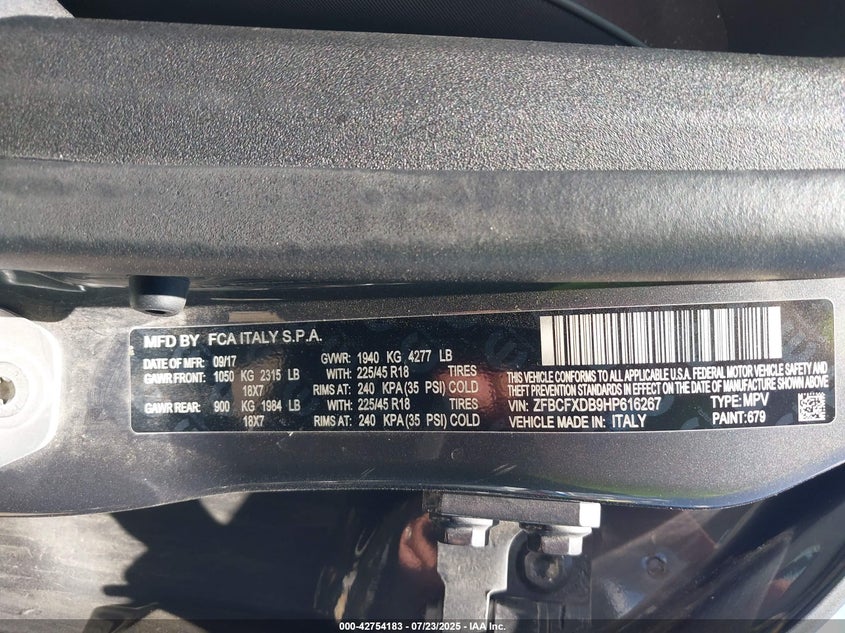 MFD BY FCA ITALY S.P.A.
DATE OF MFR: 09/17 GVWR: 1940 KG 4277 LB
GAWR FRONT: 1050 KG 2315 LB WITH: 225/45 R18 TIRES
18X7 RIMS AT: 240 KPA (35 PSI) COLD
GAWR REAR: 900 KG 1984 LB WITH: 225/45 R18 TIRES
18X7 RIMS AT: 240 KPA (35 PSI) COLD
THIS VEHICLE CONFORMS TO ALL APPLICABLE U.S.A. FEDERAL MOTOR VEHICLE SAFETY AND
THEFT PREVENTION STANDARDS IN EFFECT ON THE DATE OF MANUFACTURE SHOWN ABOVE.
VIN: ZFBCFXDB9HP616267 TYPE: MPV
VEHICLE MADE IN: ITALY PAINT: 679
000-42754183 - 07/23/2025 - IAA Inc.